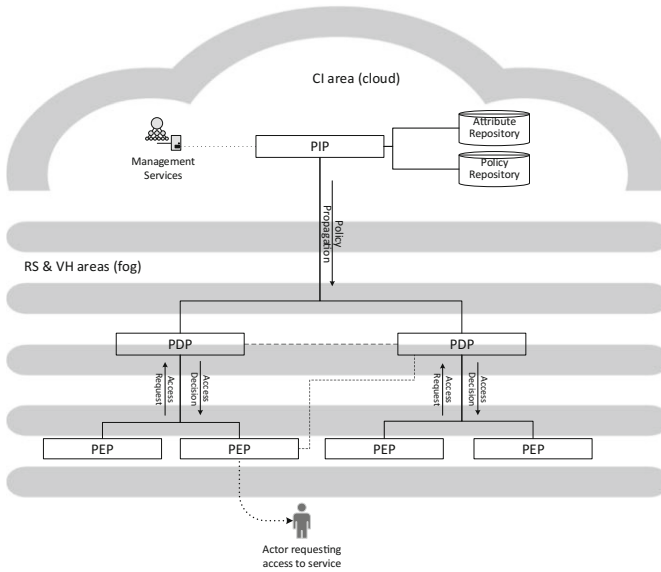 CI area (cloud)
Management
Services
PIP
Attribute
Repository
Policy
Repository
Policy
Propagation
RS & VH areas (fog)
PDP
PDP
Access
Request
Access
Decision
Access
Request
Access
Decision
PEP
PEP
PEP
PEP
Actor requesting
access to service